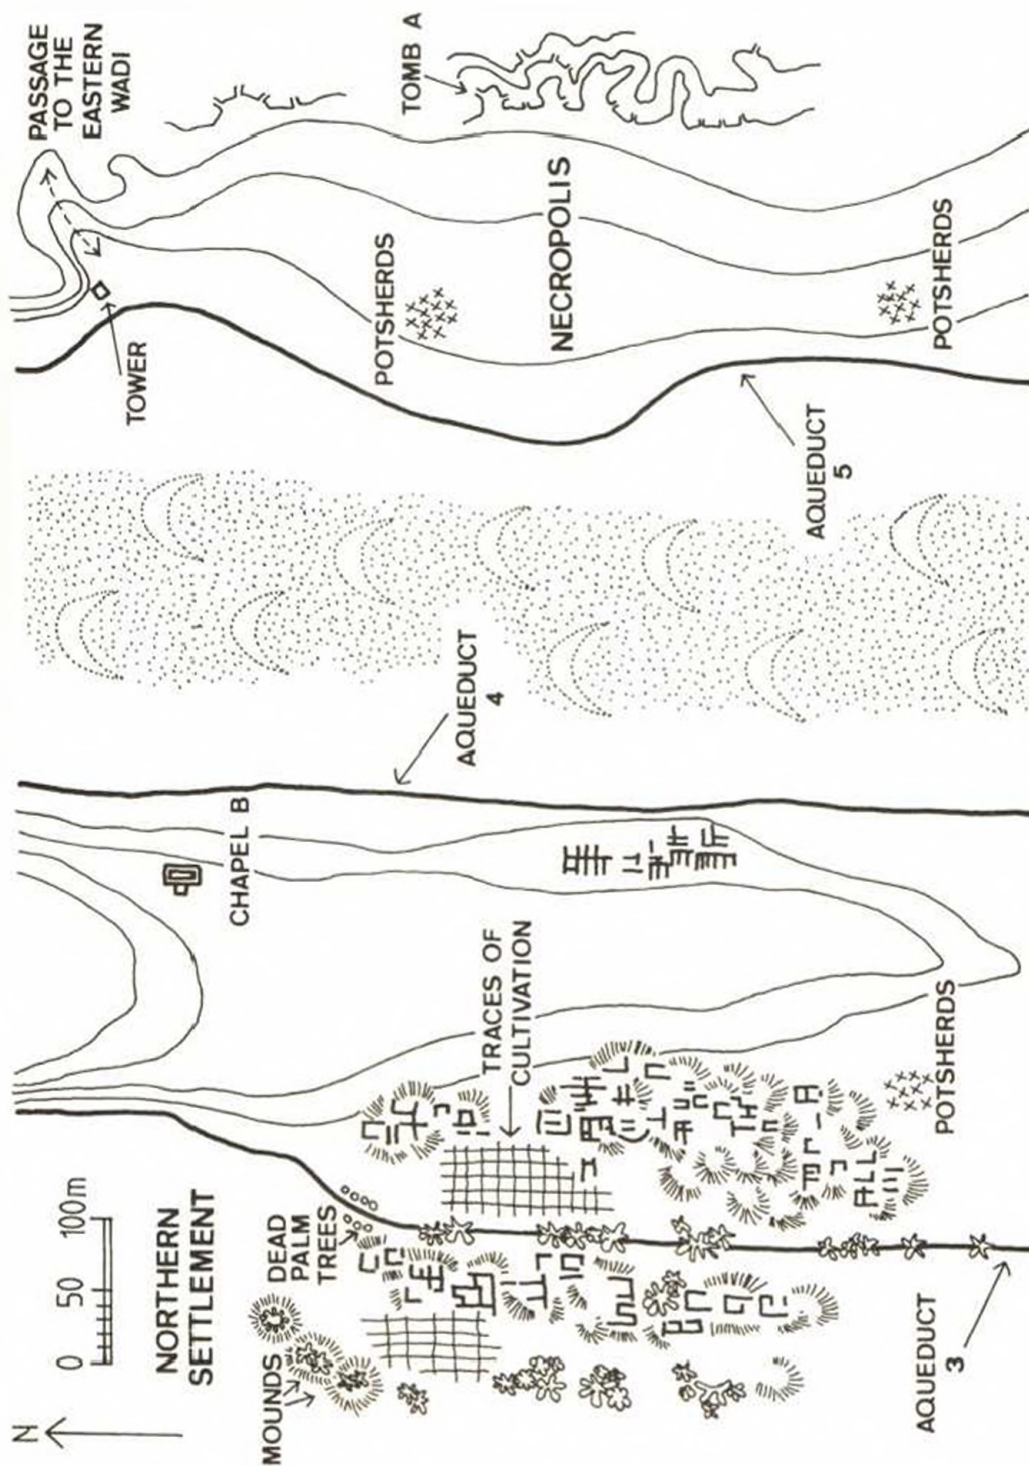 N
0 50 100m
NORTHERN
SETTLEMENT
MOUNDS
DEAD
PALM
TREES
AQUEDUCT
3
TRACES OF
CULTIVATION
POTSHERDS
CHAPEL B
AQUEDUCT
4
TOWER
PASSAGE
TO THE
EASTERN
WADI
POTSHERDS
TOMB A
NECROPOLIS
AQUEDUCT
5
POTSHERDS